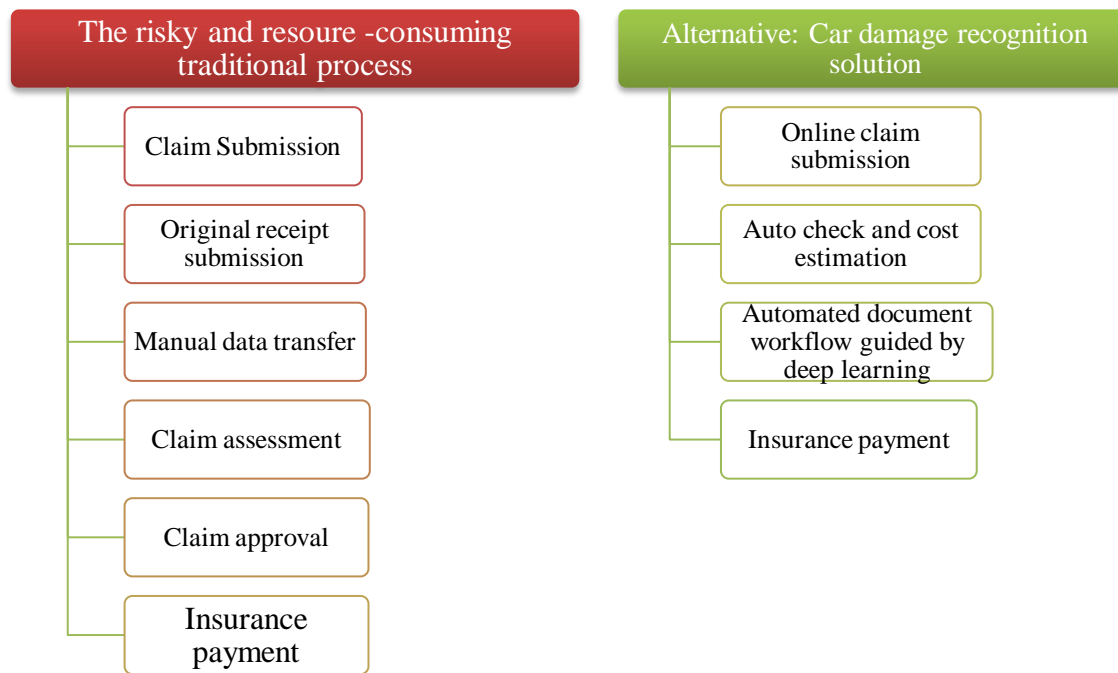 The risky and resoure -consuming
traditional process
Claim Submission
Original receipt
submission
Manual data transfer
Claim assessment
Claim approval
Insurance
payment
Alternative: Car damage recognition
solution
Online claim
submission
Auto check and cost
estimation
Automated document
workflow guided by
deep learning
Insurance payment